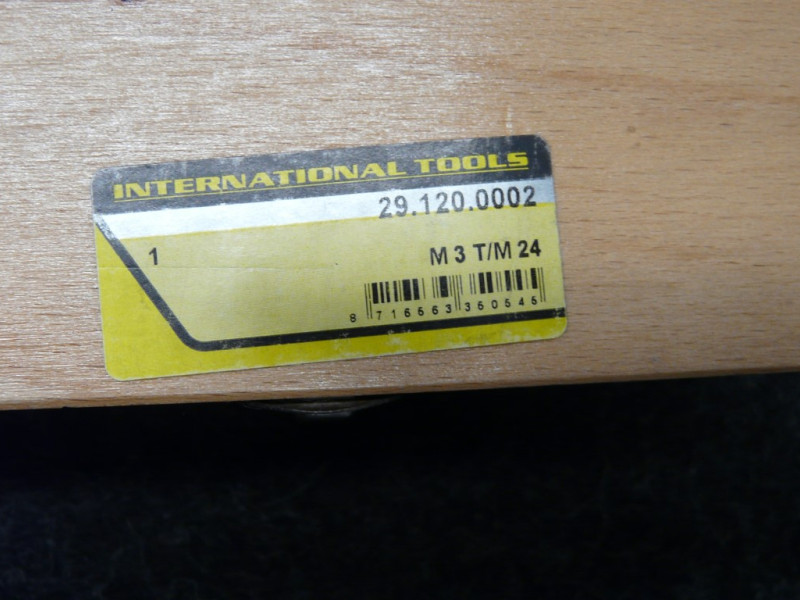 INTERNATIONAL TOOLS
29.120.0002
1 M 3 T/M 24
8 716563 360545